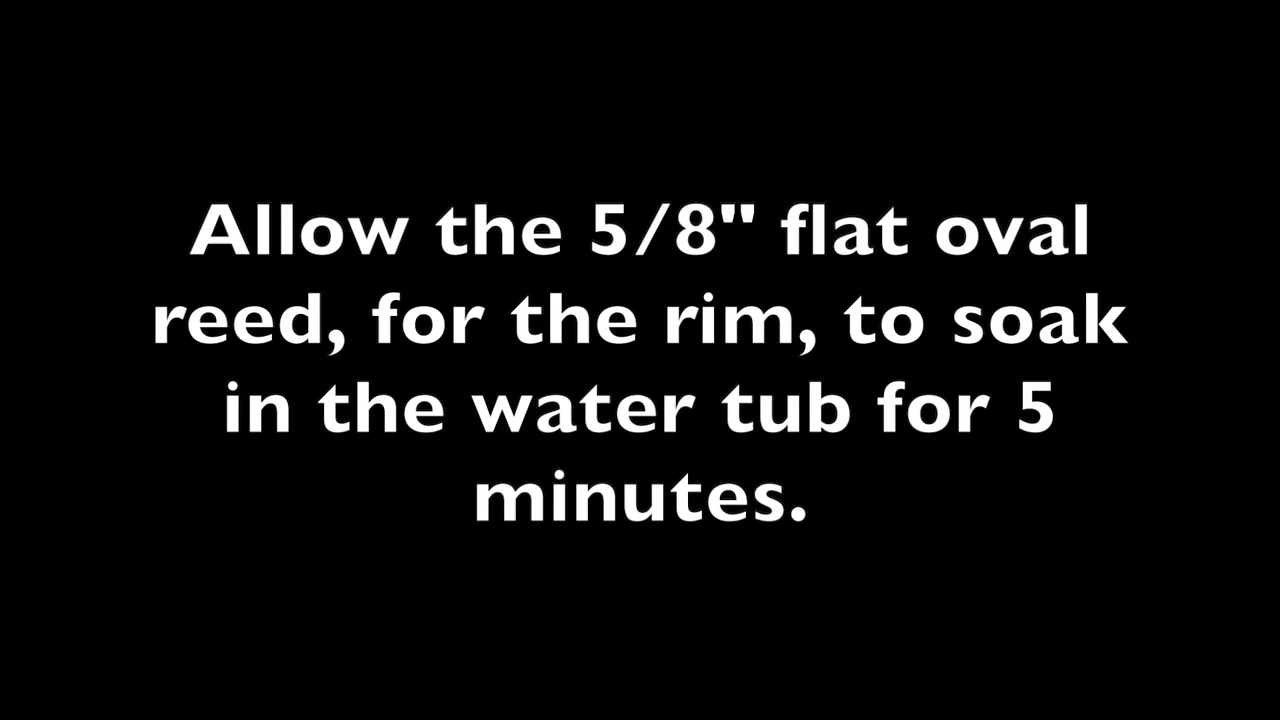 Allow the 5/8" flat oval
reed, for the rim, to soak
in the water tub for 5
minutes.